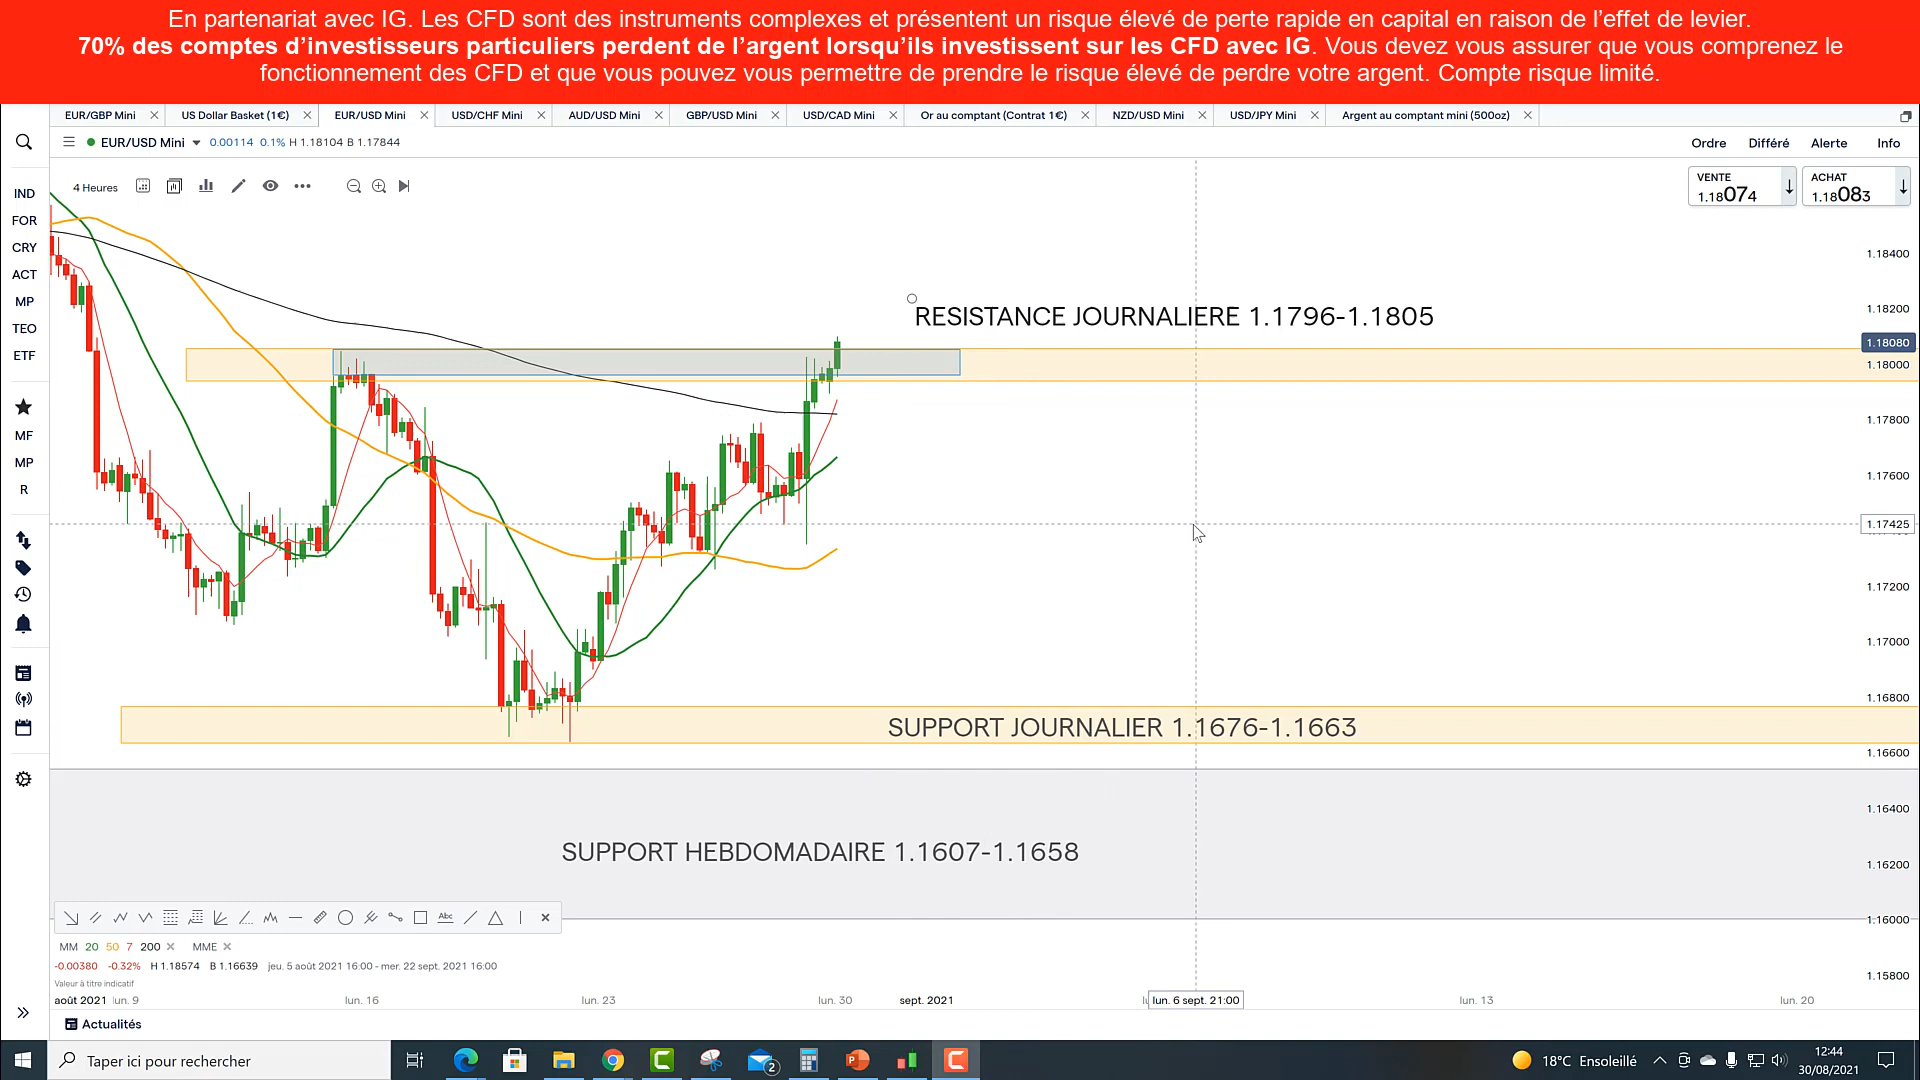 En partenariat avec IG. Les CFD sont des instruments complexes et présentent un risque élevé de perte rapide en capital en raison de l'effet de levier.
70% des comptes d'investisseurs particuliers perdent de l'argent lorsqu'ils investissent sur les CFD avec IG. Vous devez vous assurer que vous comprenez le
fonctionnement des CFD et que vous pouvez vous permettre de prendre le risque élevé de perdre votre argent. Compte risque limité.
EUR/GBP Mini US Dollar Basket (1€) EUR/USD Mini USD/CHF Mini AUD/USD Mini GBP/USD Mini USD/CAD Mini Or au comptant (Contrat 1€) NZD/USD Mini USD/JPY Mini Argent au comptant mini (500oz)
EUR/USD Mini 0.00114 0.1% H 1.18104 B 1.17844 Ordre Différé Alerte Info
4 Heures
VENTE 1.18074
ACHAT 1.18083
IND
FOR
CRY
ACT
MP
TEO
ETF
MF
MP
R
RESISTANCE JOURNALIERE 1.1796-1.1805
SUPPORT JOURNALIER 1.1676-1.1663
SUPPORT HEBDOMADAIRE 1.1607-1.1658
1.18400
1.18200
1.18080
1.18000
1.17800
1.17600
1.17425
1.17200
1.17000
1.16800
1.16600
1.16400
1.16200
1.16000
1.15800
Abc
MM 20 50 7 200 MME
-0.00380 -0.32% H 1.18574 B 1.16639 jeu. 5 août 2021 16:00 - mer. 22 sept. 2021 16:00
Valeur à titre indicatif
août 2021 lun. 9 lun. 16 lun. 23 lun. 30 sept. 2021 lun. 6 sept. 21:00 lun. 13 lun. 20
Actualités
Taper ici pour rechercher
2
18°C Ensoleillé
12:44
30/08/2021